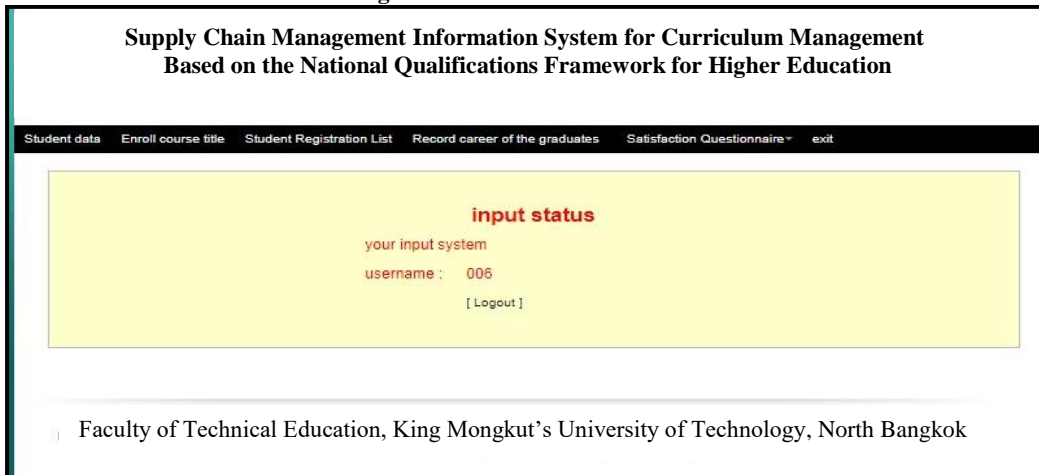 Supply Chain Management Information System for Curriculum Management
Based on the National Qualifications Framework for Higher Education
Student data Enroll course title Student Registration List Record career of the graduates Satisfaction Questionnaire exit
input status
your input system
username : 006
[ Logout ]
Faculty of Technical Education, King Mongkut's University of Technology, North Bangkok